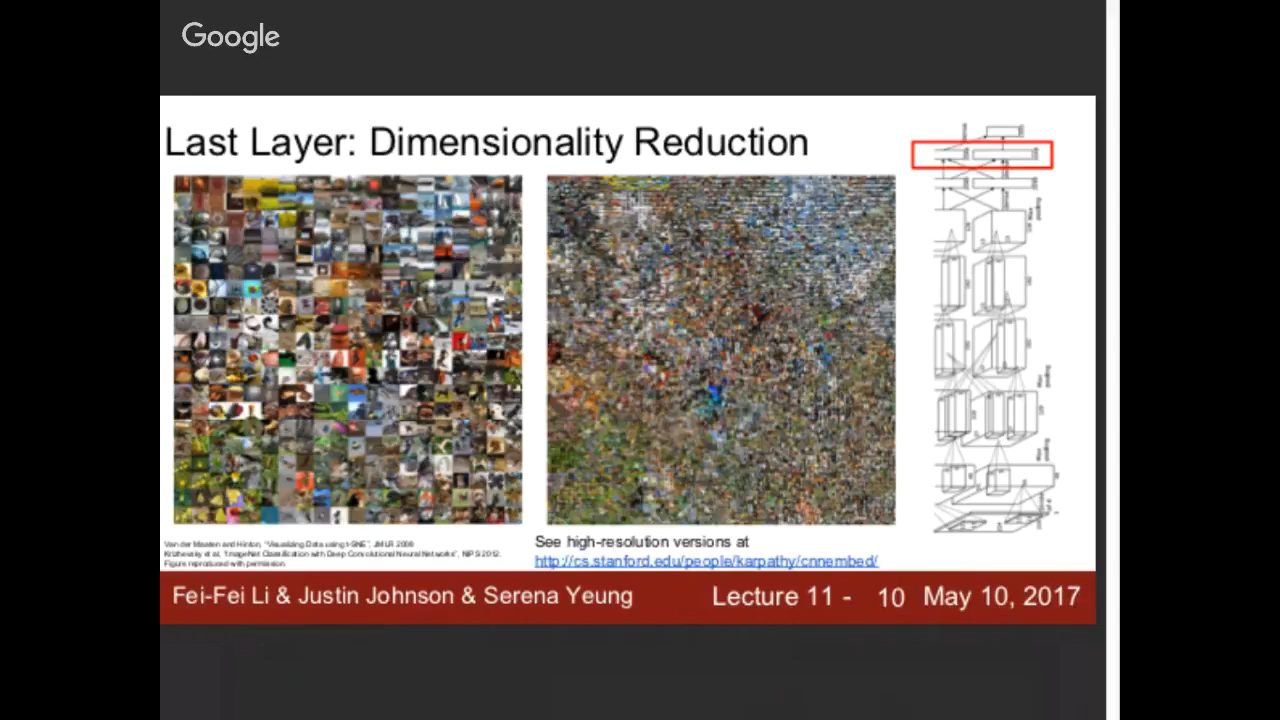 Google
Last Layer: Dimensionality Reduction
Van der Maaten and Hinton, "Visualizing Data using t-SNE", JMLR 2008
Krizhevsky et al, "ImageNet Classification with Deep Convolutional Neural Networks", NIPS 2012.
Figure reproduced with permission.
See high-resolution versions at
http://cs.stanford.edu/people/karpathy/cnnembed/
Fei-Fei Li & Justin Johnson & Serena Yeung
Lecture 11 - 10 May 10, 2017